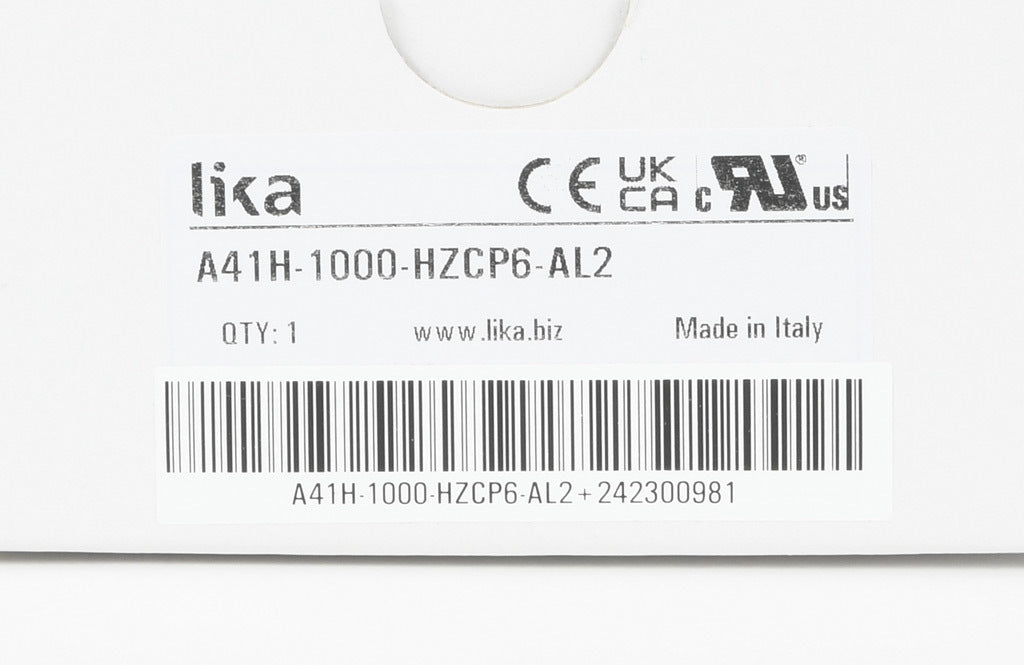 lika CE UK CA c RU ® US
A41H-1000-HZCP6-AL2
QTY: 1 www.lika.biz Made in Italy
A41H-1000-HZCP6-AL2+242300981